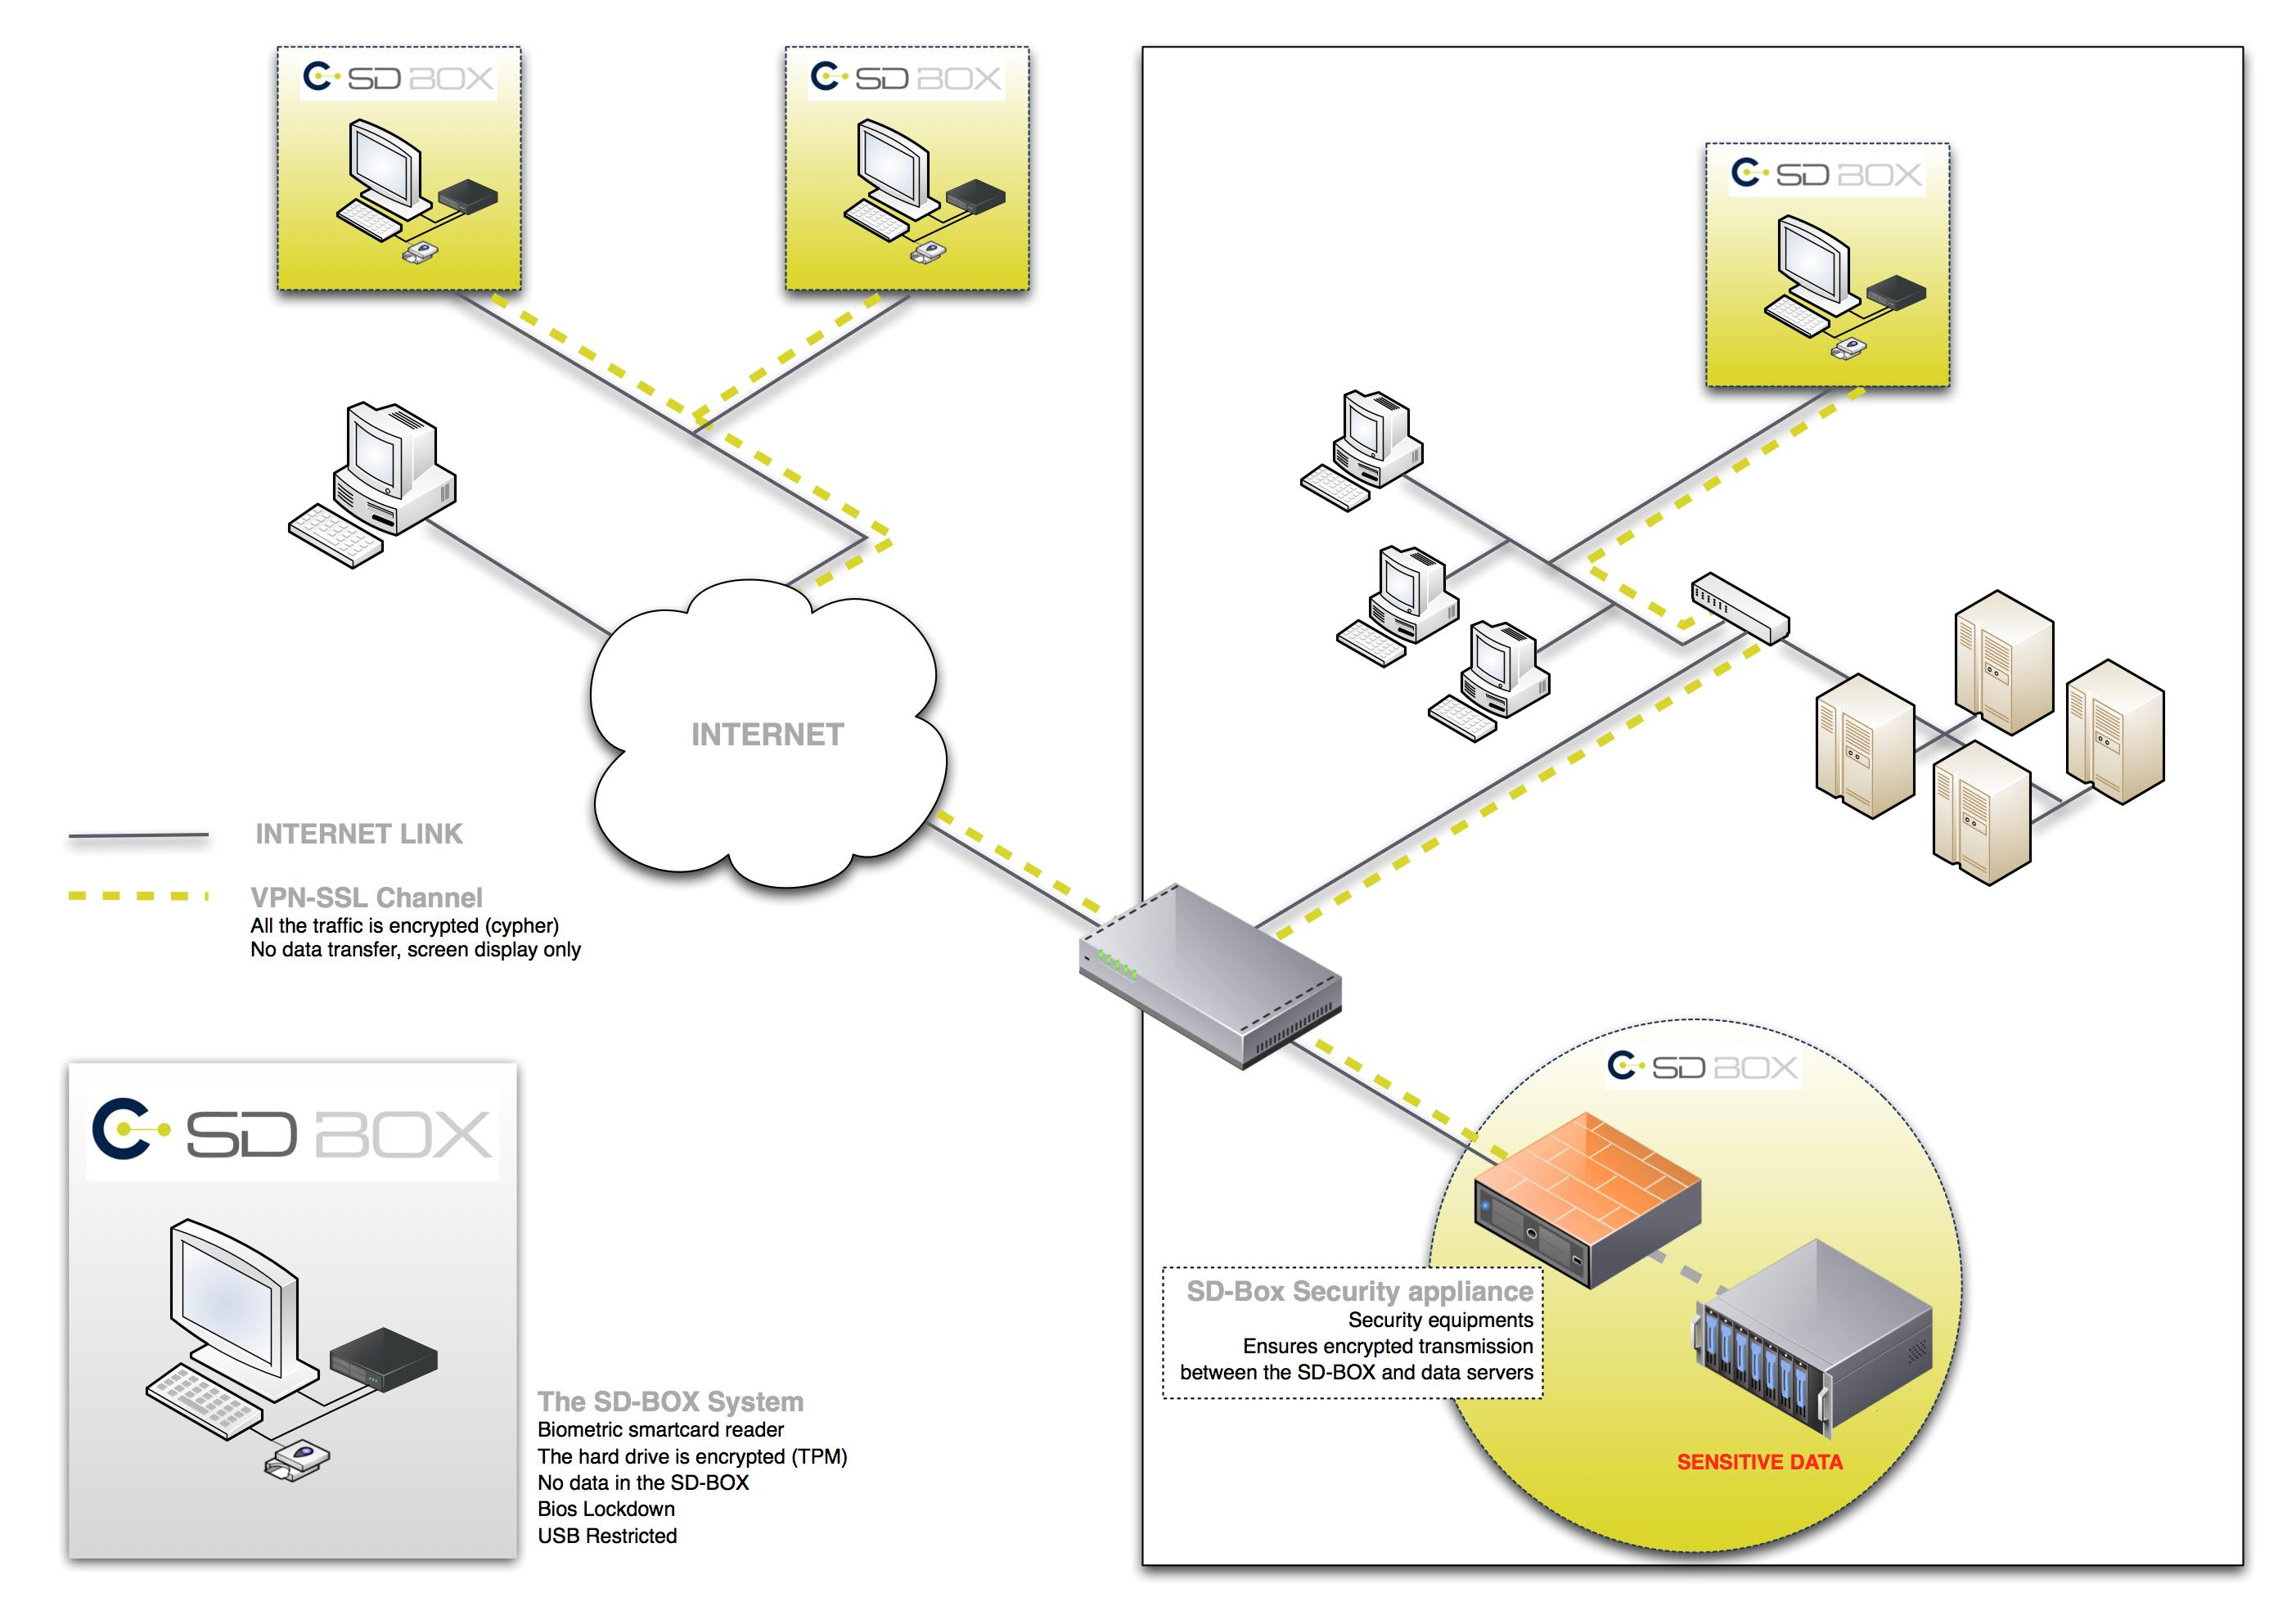 SD BOX
SD BOX
SD BOX
INTERNET
INTERNET LINK
VPN-SSL Channel
All the traffic is encrypted (cypher)
No data transfer, screen display only
SD BOX
The SD-BOX System
Biometric smartcard reader
The hard drive is encrypted (TPM)
No data in the SD-BOX
Bios Lockdown
USB Restricted
SD BOX
SD-Box Security appliance
Security equipments
Ensures encrypted transmission
between the SD-BOX and data servers
SENSITIVE DATA